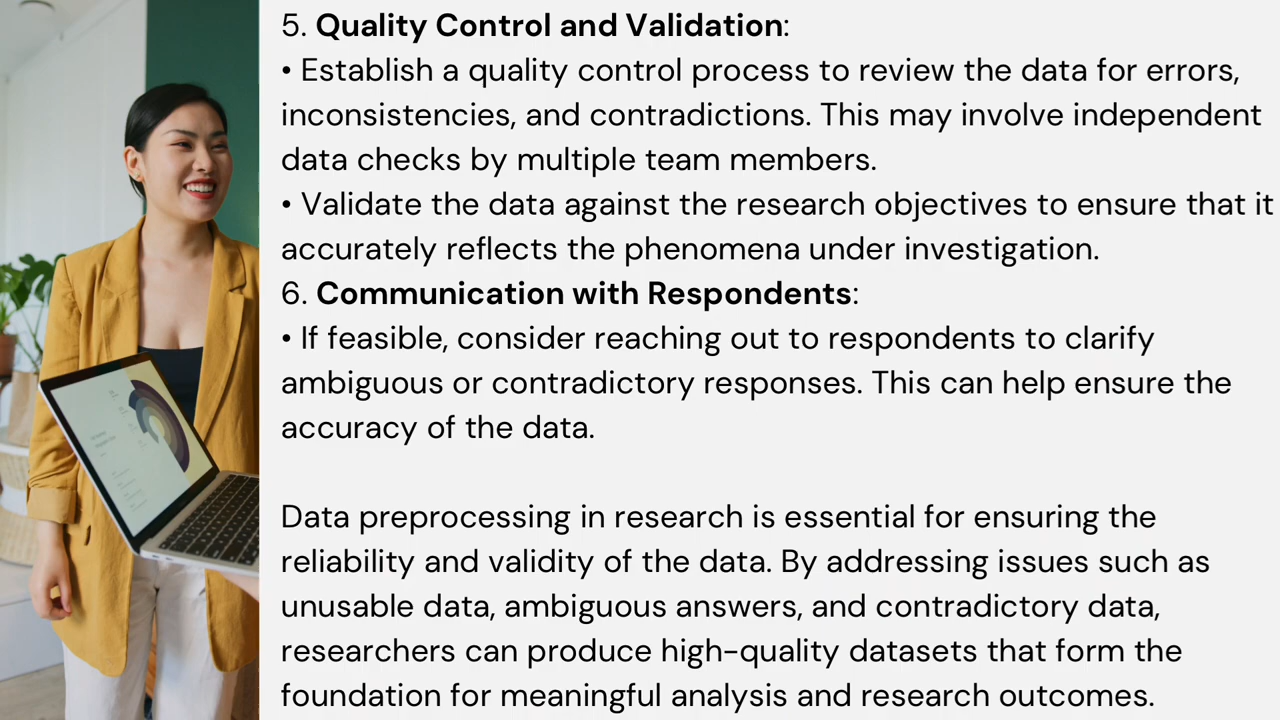 5. Quality Control and Validation:
• Establish a quality control process to review the data for errors,
inconsistencies, and contradictions. This may involve independent
data checks by multiple team members.
• Validate the data against the research objectives to ensure that it
accurately reflects the phenomena under investigation.
6. Communication with Respondents:
• If feasible, consider reaching out to respondents to clarify
ambiguous or contradictory responses. This can help ensure the
accuracy of the data.
Data preprocessing in research is essential for ensuring the
reliability and validity of the data. By addressing issues such as
unusable data, ambiguous answers, and contradictory data,
researchers can produce high-quality datasets that form the
foundation for meaningful analysis and research outcomes.